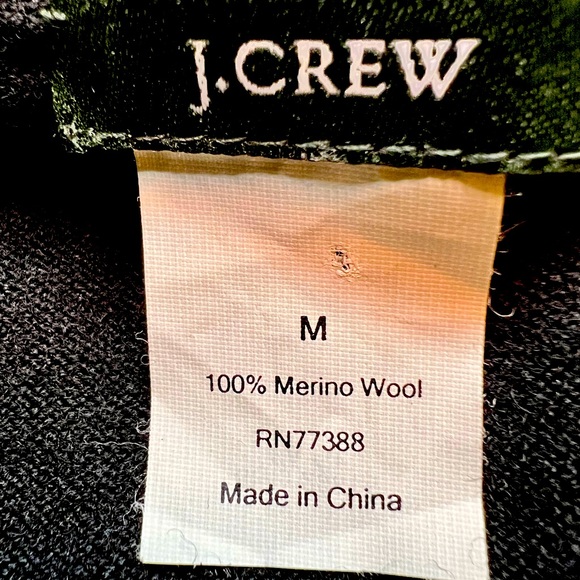 J.CREW
M
100% Merino Wool
RN77388
Made in China